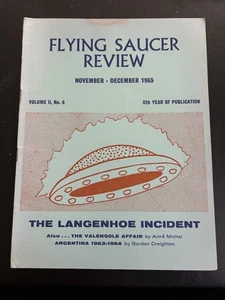 FLYING SAUCER
REVIEW
NOVEMBER - DECEMBER 1965
VOLUME II, No. 6
IIth YEAR OF PUBLICATION
THE LANGENHOE INCIDENT
Also . . . THE VALENSOLE AFFAIR by Aimé Michel
ARGENTINA 1963-1964 by Gordon Creighton